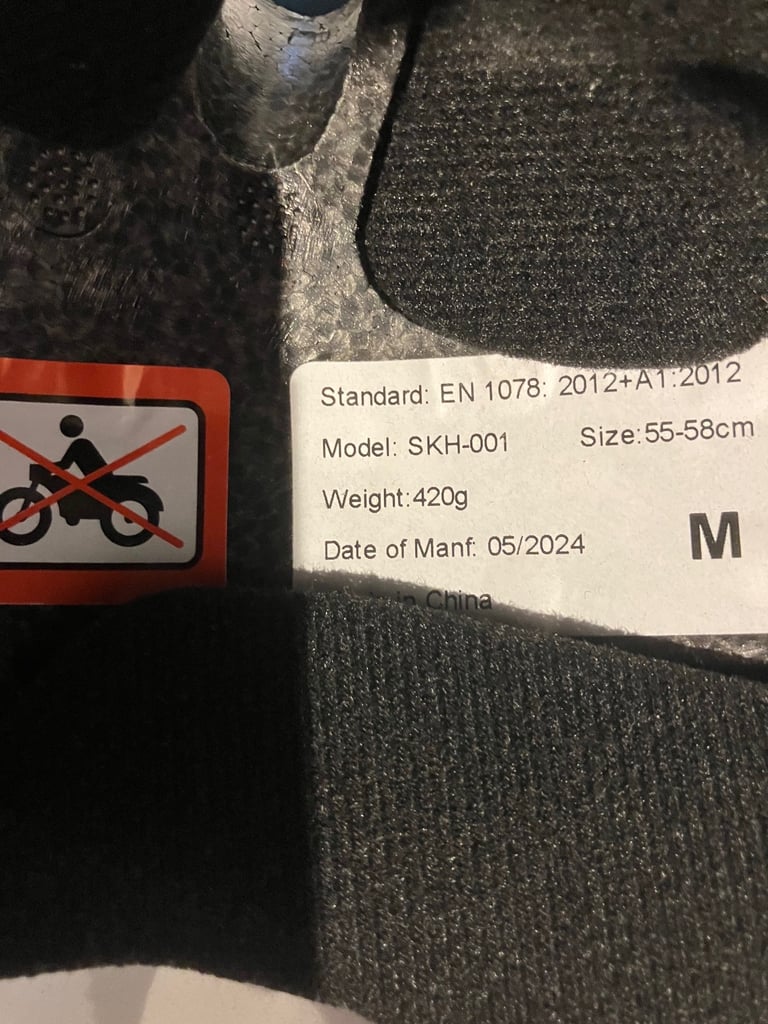 Standard: EN 1078: 2012+A1:2012
Model: SKH-001 Size:55-58cm
Weight:420g
Date of Manf: 05/2024
M
in China